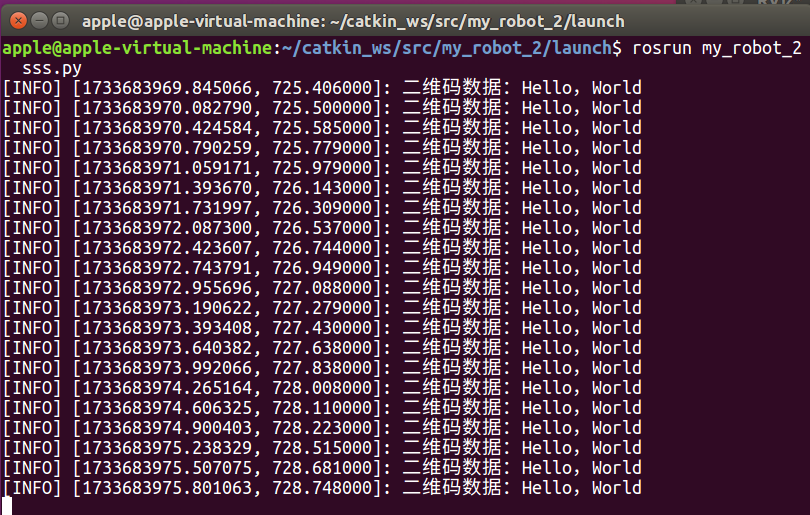 apple@apple-virtual-machine: ~/catkin_ws/src/my_robot_2/launch
apple@apple-virtual-machine:~/catkin_ws/src/my_robot_2/launch$ rosrun my_robot_2
sss.py
[INFO] [1733683969.845066, 725.406000]: 二维码数据：Hello，World
[INFO] [1733683970.082790, 725.500000]: 二维码数据：Hello，World
[INFO] [1733683970.424584, 725.585000]: 二维码数据：Hello，World
[INFO] [1733683970.790259, 725.779000]: 二维码数据：Hello，World
[INFO] [1733683971.059171, 725.979000]: 二维码数据：Hello，World
[INFO] [1733683971.393670, 726.143000]: 二维码数据：Hello，World
[INFO] [1733683971.731997, 726.309000]: 二维码数据：Hello，World
[INFO] [1733683972.087300, 726.537000]: 二维码数据：Hello，World
[INFO] [1733683972.423607, 726.744000]: 二维码数据：Hello，World
[INFO] [1733683972.743791, 726.949000]: 二维码数据：Hello，World
[INFO] [1733683972.955696, 727.088000]: 二维码数据：Hello，World
[INFO] [1733683973.190622, 727.279000]: 二维码数据：Hello，World
[INFO] [1733683973.393408, 727.430000]: 二维码数据：Hello，World
[INFO] [1733683973.640382, 727.638000]: 二维码数据：Hello，World
[INFO] [1733683973.992066, 727.838000]: 二维码数据：Hello，World
[INFO] [1733683974.265164, 728.008000]: 二维码数据：Hello，World
[INFO] [1733683974.606325, 728.110000]: 二维码数据：Hello，World
[INFO] [1733683974.900403, 728.223000]: 二维码数据：Hello，World
[INFO] [1733683975.238329, 728.515000]: 二维码数据：Hello，World
[INFO] [1733683975.507075, 728.681000]: 二维码数据：Hello，World
[INFO] [1733683975.801063, 728.748000]: 二维码数据：Hello，World